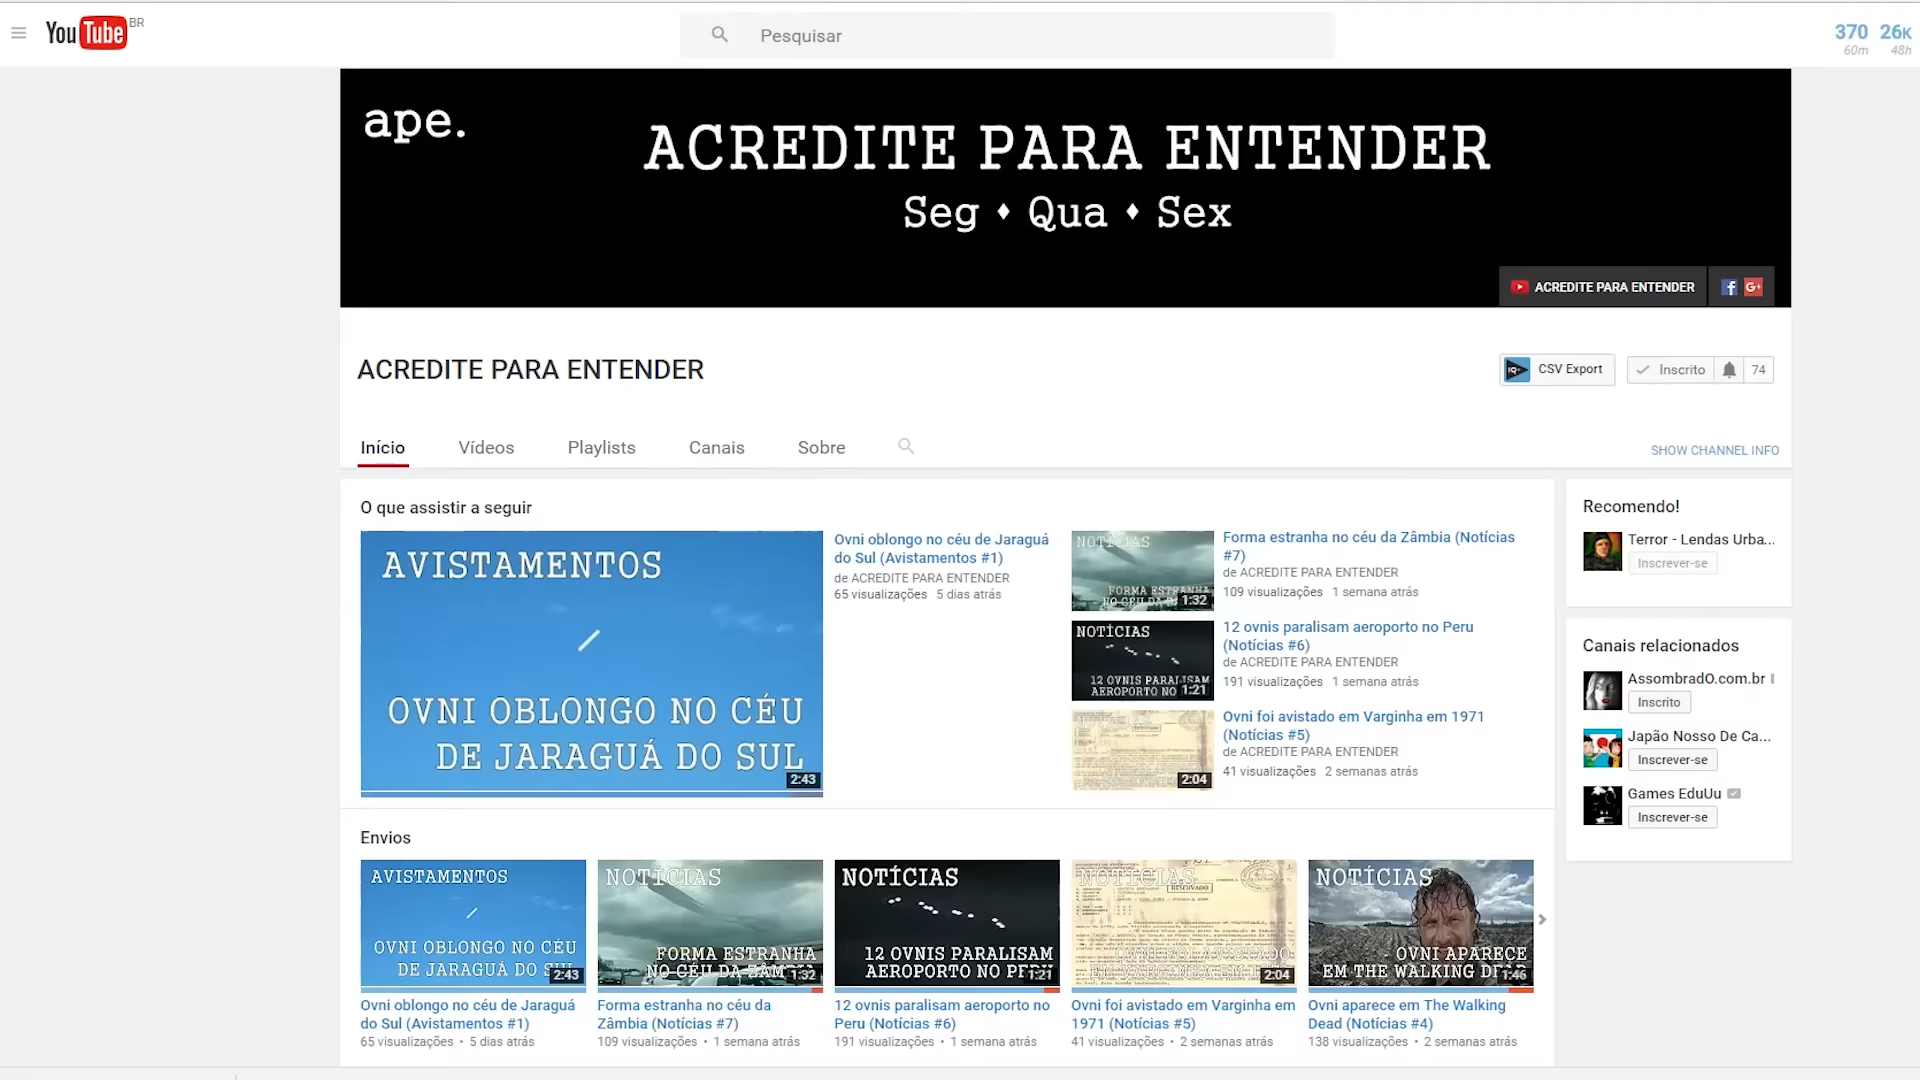 YouTube BR
Pesquisar
370 26K
60m 48h
ape.
ACREDITE PARA ENTENDER
Seg ♦ Qua ♦ Sex
ACREDITE PARA ENTENDER
ACREDITE PARA ENTENDER
CSV Export
Inscrito 74
Início Vídeos Playlists Canais Sobre
SHOW CHANNEL INFO
O que assistir a seguir
AVISTAMENTOS
OVNI OBLONGO NO CÉU
DE JARAGUÁ DO SUL
2:43
Ovni oblongo no céu de Jaraguá
do Sul (Avistamentos #1)
de ACREDITE PARA ENTENDER
65 visualizações 5 dias atrás
NOTÍCIAS
FORMA ESTRANHA
1:32
Forma estranha no céu da Zâmbia (Notícias
#7)
de ACREDITE PARA ENTENDER
109 visualizações 1 semana atrás
NOTÍCIAS
12 OVNIS PARALISAM
AEROPORTO NO
1:21
12 ovnis paralisam aeroporto no Peru
(Notícias #6)
de ACREDITE PARA ENTENDER
191 visualizações 1 semana atrás
2:04
Ovni foi avistado em Varginha em 1971
(Notícias #5)
de ACREDITE PARA ENTENDER
41 visualizações 2 semanas atrás
Recomendo!
Terror - Lendas Urba...
Inscrever-se
Canais relacionados
AssombradO.com.br
Inscrito
Japão Nosso De Ca...
Inscrever-se
Games EduUu
Inscrever-se
Envios
AVISTAMENTOS
OVNI OBLONGO NO CÉU
DE JARAGUÁ DO
2:43
Ovni oblongo no céu de Jaraguá
do Sul (Avistamentos #1)
65 visualizações • 5 dias atrás
NOTÍCIAS
FORMA ESTRANHA
NO CÉU DA
1:32
Forma estranha no céu da
Zâmbia (Notícias #7)
109 visualizações • 1 semana atrás
NOTÍCIAS
12 OVNIS PARALISAM
AEROPORTO NO
1:21
12 ovnis paralisam aeroporto no
Peru (Notícias #6)
191 visualizações • 1 semana atrás
NOTÍCIAS
RESERVADO
2:04
Ovni foi avistado em Varginha em
1971 (Notícias #5)
41 visualizações • 2 semanas atrás
NOTÍCIAS
OVNI APARECE
EM THE WALKING
1:46
Ovni aparece em The Walking
Dead (Notícias #4)
138 visualizações • 2 semanas atrás